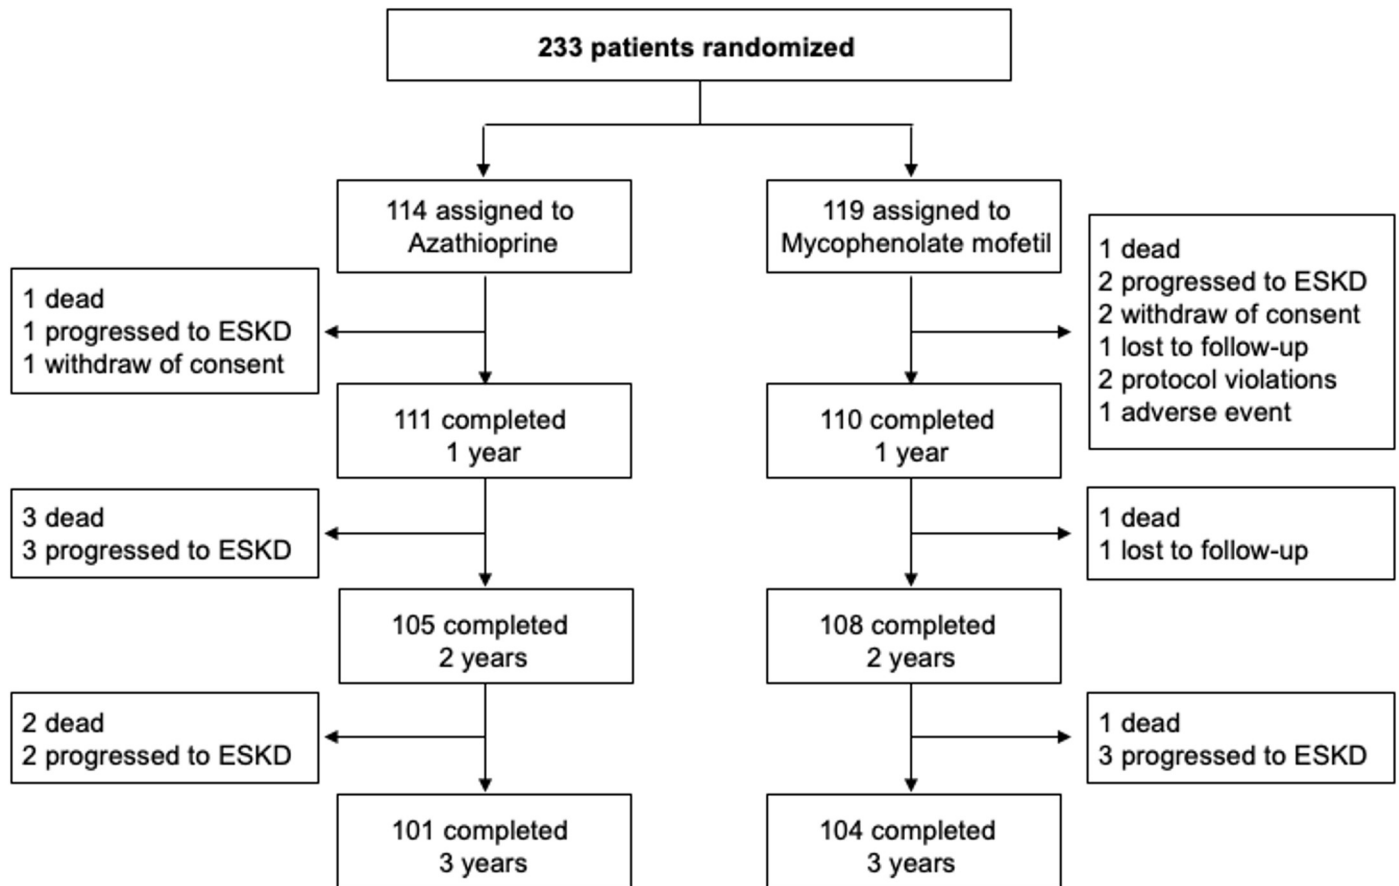 233 patients randomized
114 assigned to
Azathioprine
119 assigned to
Mycophenolate mofetil
1 dead
1 progressed to ESKD
1 withdraw of consent
1 dead
2 progressed to ESKD
2 withdraw of consent
1 lost to follow-up
2 protocol violations
1 adverse event
111 completed
1 year
110 completed
1 year
3 dead
3 progressed to ESKD
1 dead
1 lost to follow-up
105 completed
2 years
108 completed
2 years
2 dead
2 progressed to ESKD
1 dead
3 progressed to ESKD
101 completed
3 years
104 completed
3 years